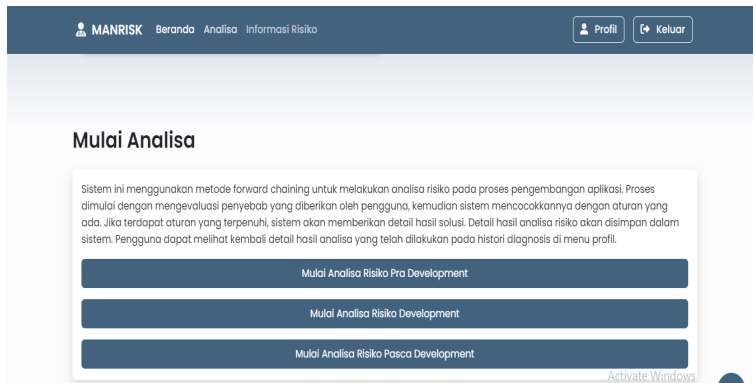 MANRISK Beranda Analisa Informasi Risiko Profil Keluar
Mulai Analisa
Sistem ini menggunakan metode forward chaining untuk melakukan analisa risiko pada proses pengembangan aplikasi. Proses
dimulai dengan mengevaluasi penyebab yang diberikan oleh pengguna, kemudian sistem mencocokkannya dengan aturan yang
ada. Jika terdapat aturan yang terpenuhi, sistem akan memberikan detail hasil solusi. Detail hasil analisa risiko akan disimpan dalam
sistem. Pengguna dapat melihat kembali detail hasil analisa yang telah dilakukan pada histori diagnosis di menu profil.
Mulai Analisa Risiko Pra Development
Mulai Analisa Risiko Development
Mulai Analisa Risiko Pasca Development
Activate Windows